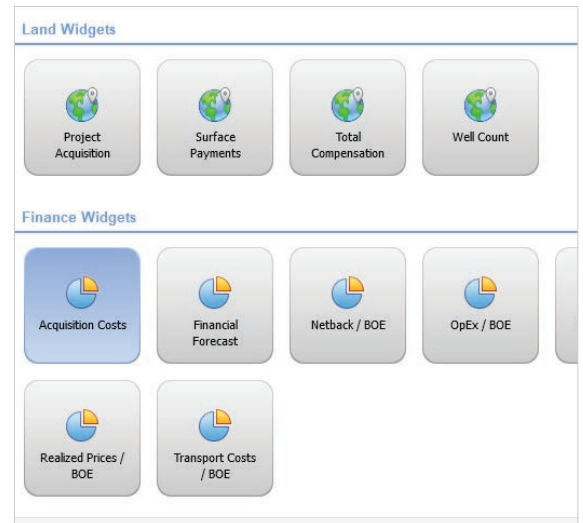 Land Widgets
Project
Acquisition
Surface
Payments
Total
Compensation
Well Count
Finance Widgets
Acquisition Costs
Financial
Forecast
Netback / BOE
OpEx / BOE
Realized Prices /
BOE
Transport Costs
/ BOE